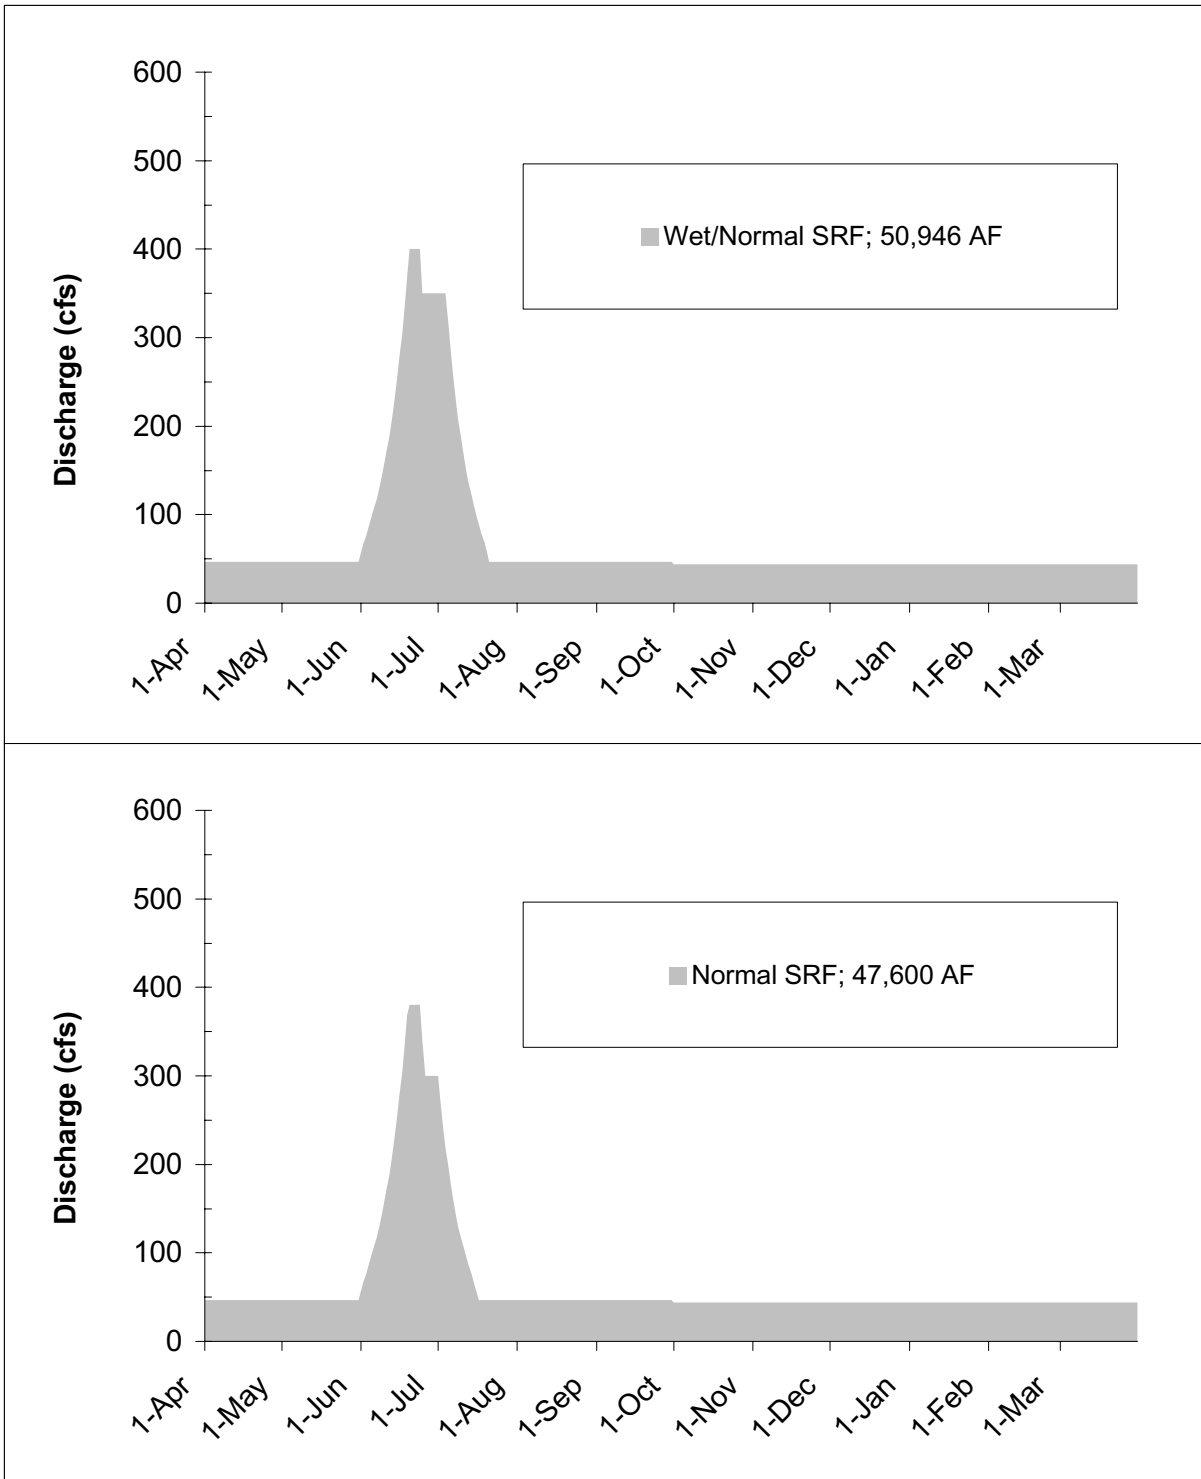 600
500
400
300
200
100
0
Discharge (cfs)
Wet/Normal SRF; 50,946 AF
1-Apr
1-May
1-Jun
1-Jul
1-Aug
1-Sep
1-Oct
1-Nov
1-Dec
1-Jan
1-Feb
1-Mar
600
500
400
300
200
100
0
Discharge (cfs)
Normal SRF; 47,600 AF
1-Apr
1-May
1-Jun
1-Jul
1-Aug
1-Sep
1-Oct
1-Nov
1-Dec
1-Jan
1-Feb
1-Mar